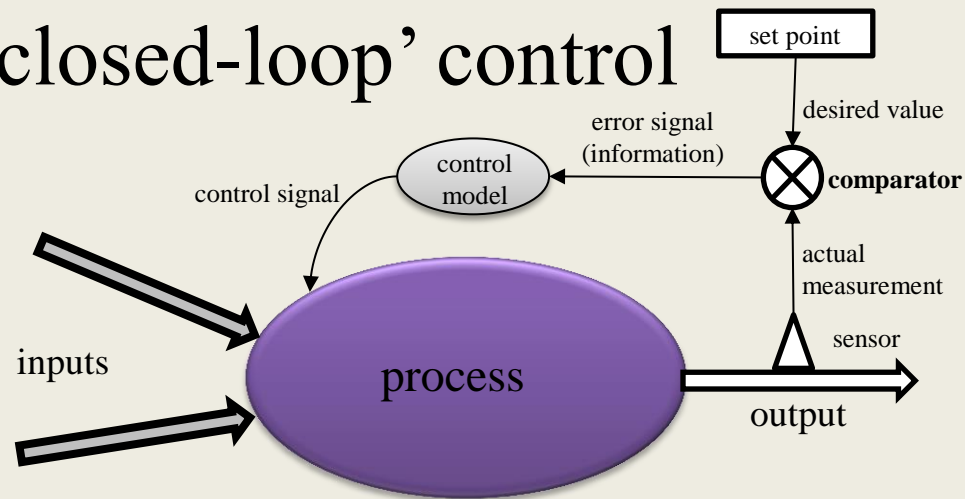 closed-loop’ control
set point
desired value
error signal
(information)
control
model
comparator
control signal
actual
measurement
sensor
inputs
process
output